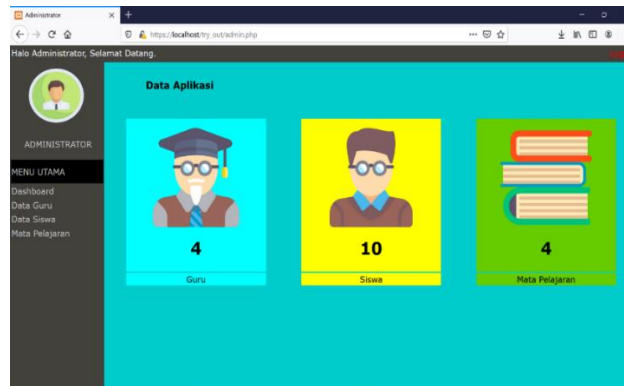 Administrator
https://localhost/try_out/admin.php
Halo Administrator, Selamat Datang.
Data Aplikasi
ADMINISTRATOR
MENU UTAMA
Dashboard
Data Guru
Data Siswa
Mata Pelajaran
4
Guru
10
Siswa
4
Mata Pelajaran